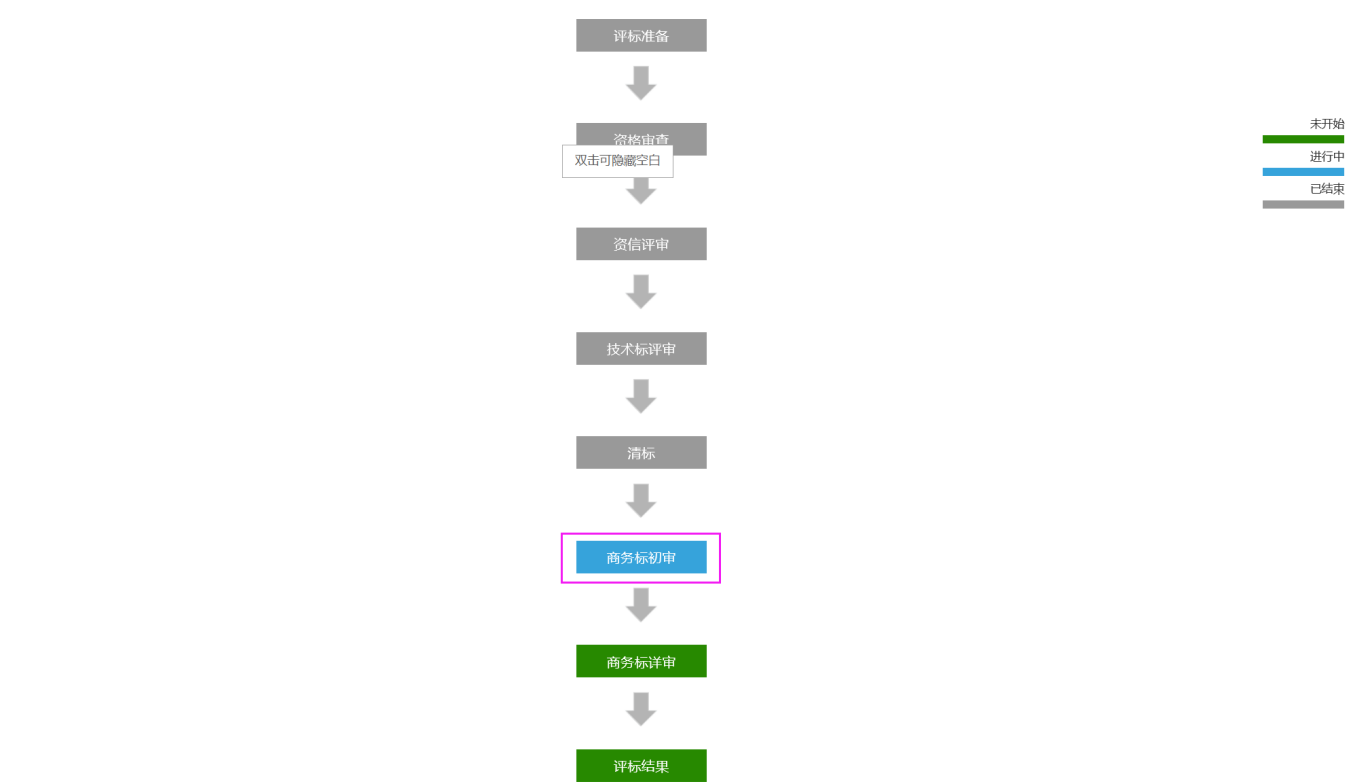 评标准备
资格审查
双击可隐藏空白
资信评审
技术标评审
清标
商务标初审
商务标详审
评标结果
未开始
进行中
已结束